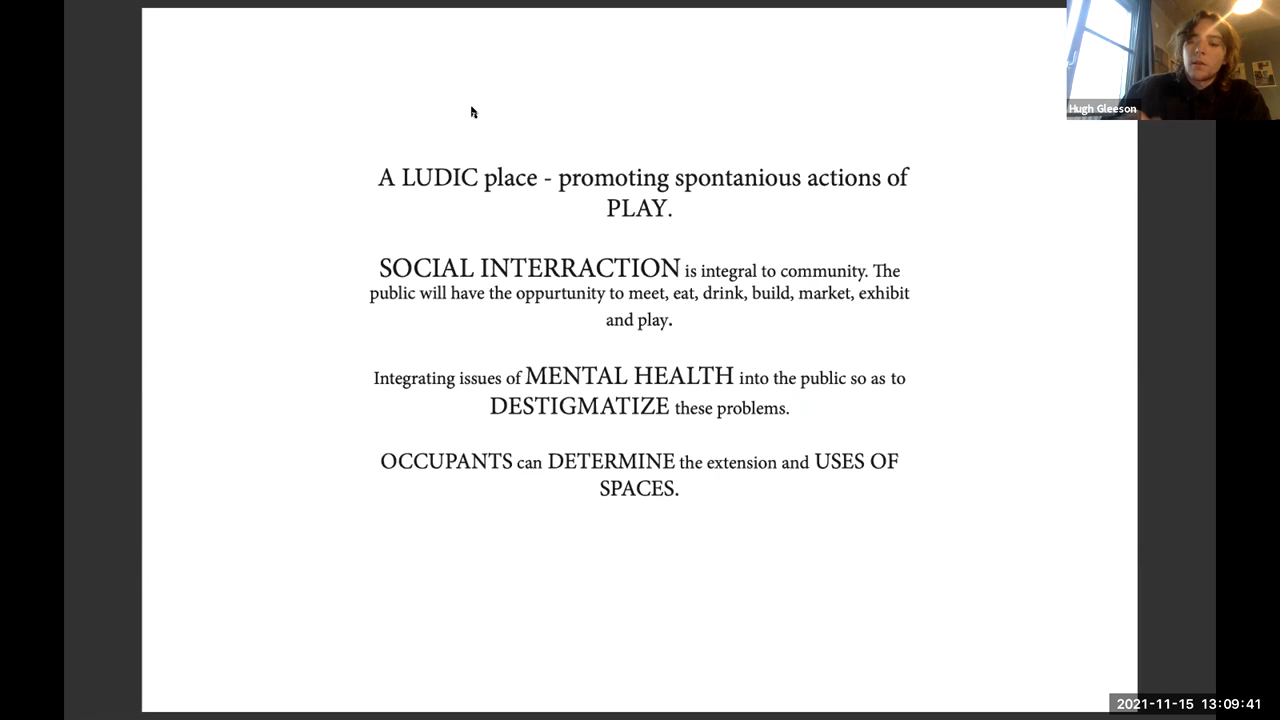 Hugh Gleeson
A LUDIC place - promoting spontanious actions of
PLAY.
SOCIAL INTERRACTION is integral to community. The
public will have the oppurtunity to meet, eat, drink, build, market, exhibit
and play.
Integrating issues of MENTAL HEALTH into the public so as to
DESTIGMATIZE these problems.
OCCUPANTS can DETERMINE the extension and USES OF
SPACES.
2021-11-15 13:09:41